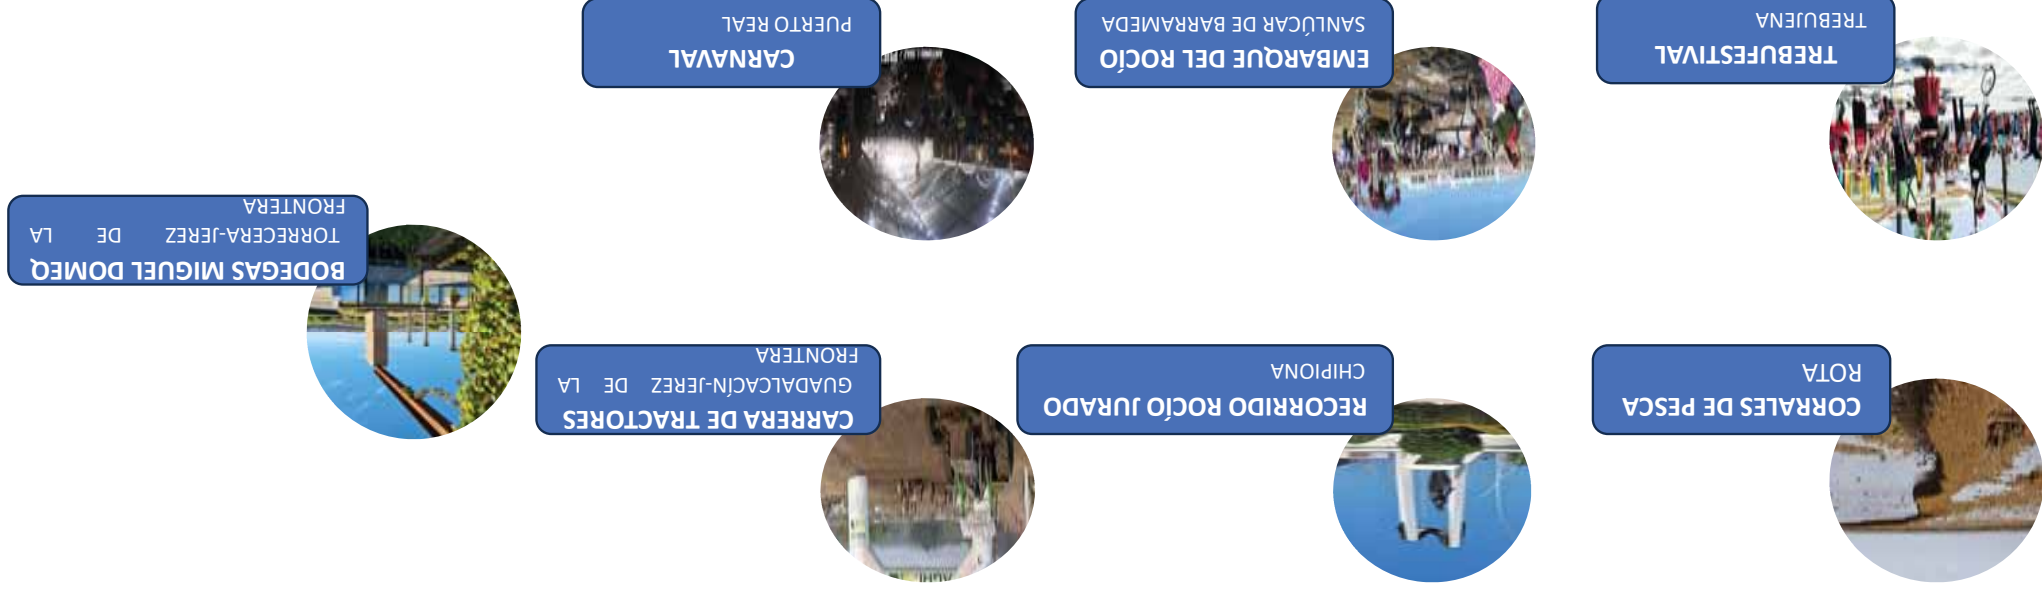 CORRALES DE PESCA
ROTA
RECORRIDO ROCÍO JURADO
CHIPIONA
CARRERA DE TRACTORES
GUADALCACÍN-JEREZ DE LA
FRONTERA
BODEGAS MIGUEL DOMEQ
TORRECERA-JEREZ DE LA
FRONTERA
TREBUFESTIVAL
TREBUJENA
EMBARQUE DEL ROCÍO
SANLÚCAR DE BARRAMEDA
CARNAVAL
PUERTO REAL